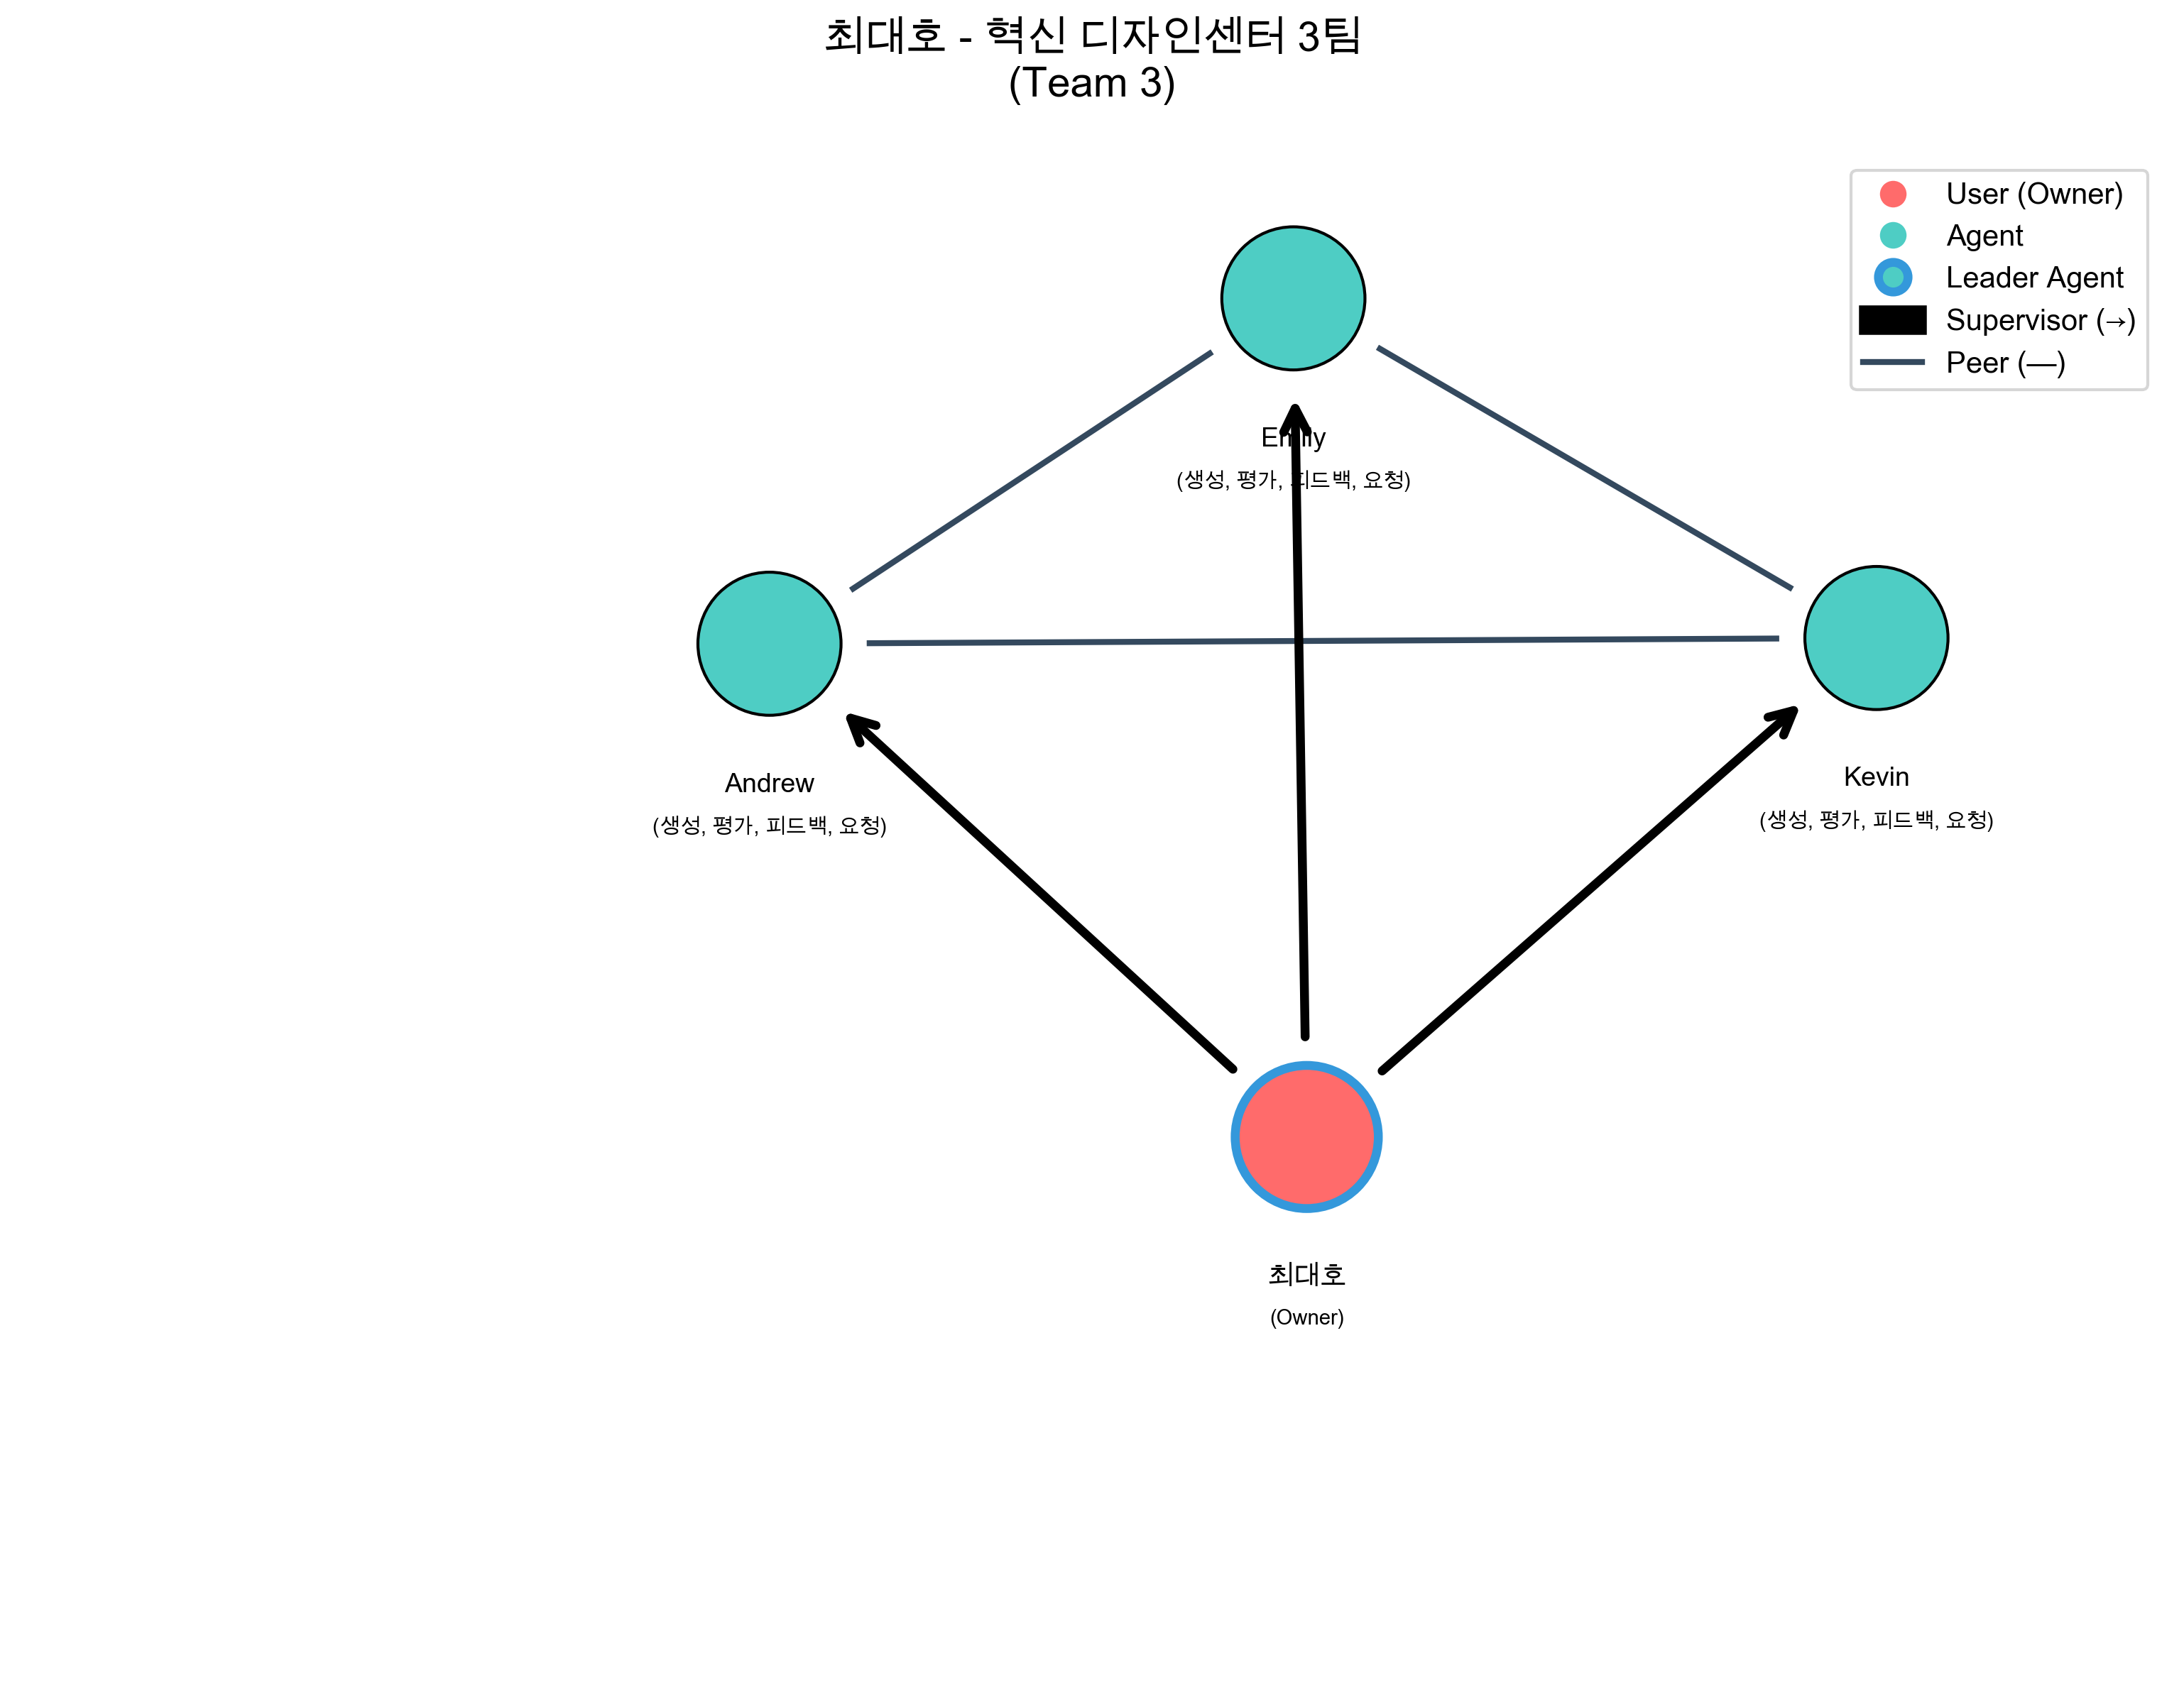 최대호 - 혁신 디자인센터 3팀
(Team 3)
User (Owner)
Agent
Leader Agent
Supervisor (→)
Peer (—)
Emily
(생성, 평가, 피드백, 요청)
Andrew
(생성, 평가, 피드백, 요청)
Kevin
(생성, 평가, 피드백, 요청)
최대호
(Owner)